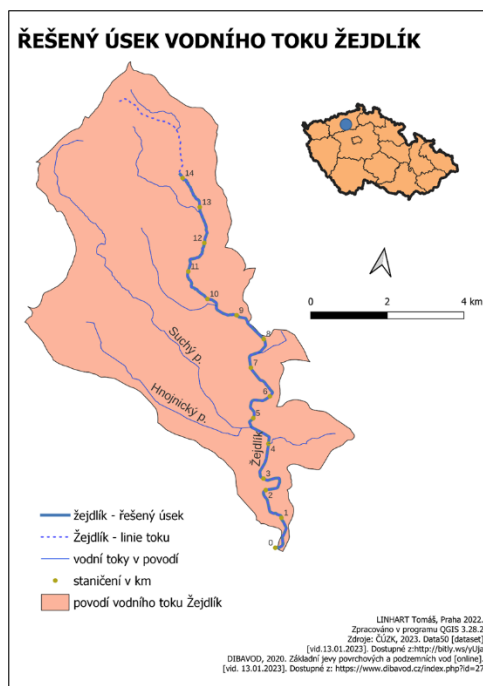 ŘEŠENÝ ÚSEK VODNÍHO TOKU ŽEJDLÍK
14
13
12
11
10
9
8
7
6
5
4
3
2
1
0
Suchý p.
Hnojnický p.
Žejdlík
0 2 4 km
žejdlík - řešený úsek
Žejdlík - linie toku
vodní toky v povodí
staničení v km
povodí vodního toku Žejdlík
LINHART Tomáš, Praha 2022.
Zpracováno v programu QGIS 3.28.2
Zdroje: ČÚZK, 2023. Data50 [dataset]
[vid.13.01.2023]. Dostupné z:http://bitly.ws/yUja
DIBAVOD, 2020. Základní jevy povrchových a podzemních vod [online].
[vid. 13.01.2023]. Dostupné z: https://www.dibavod.cz/index.php?id=27